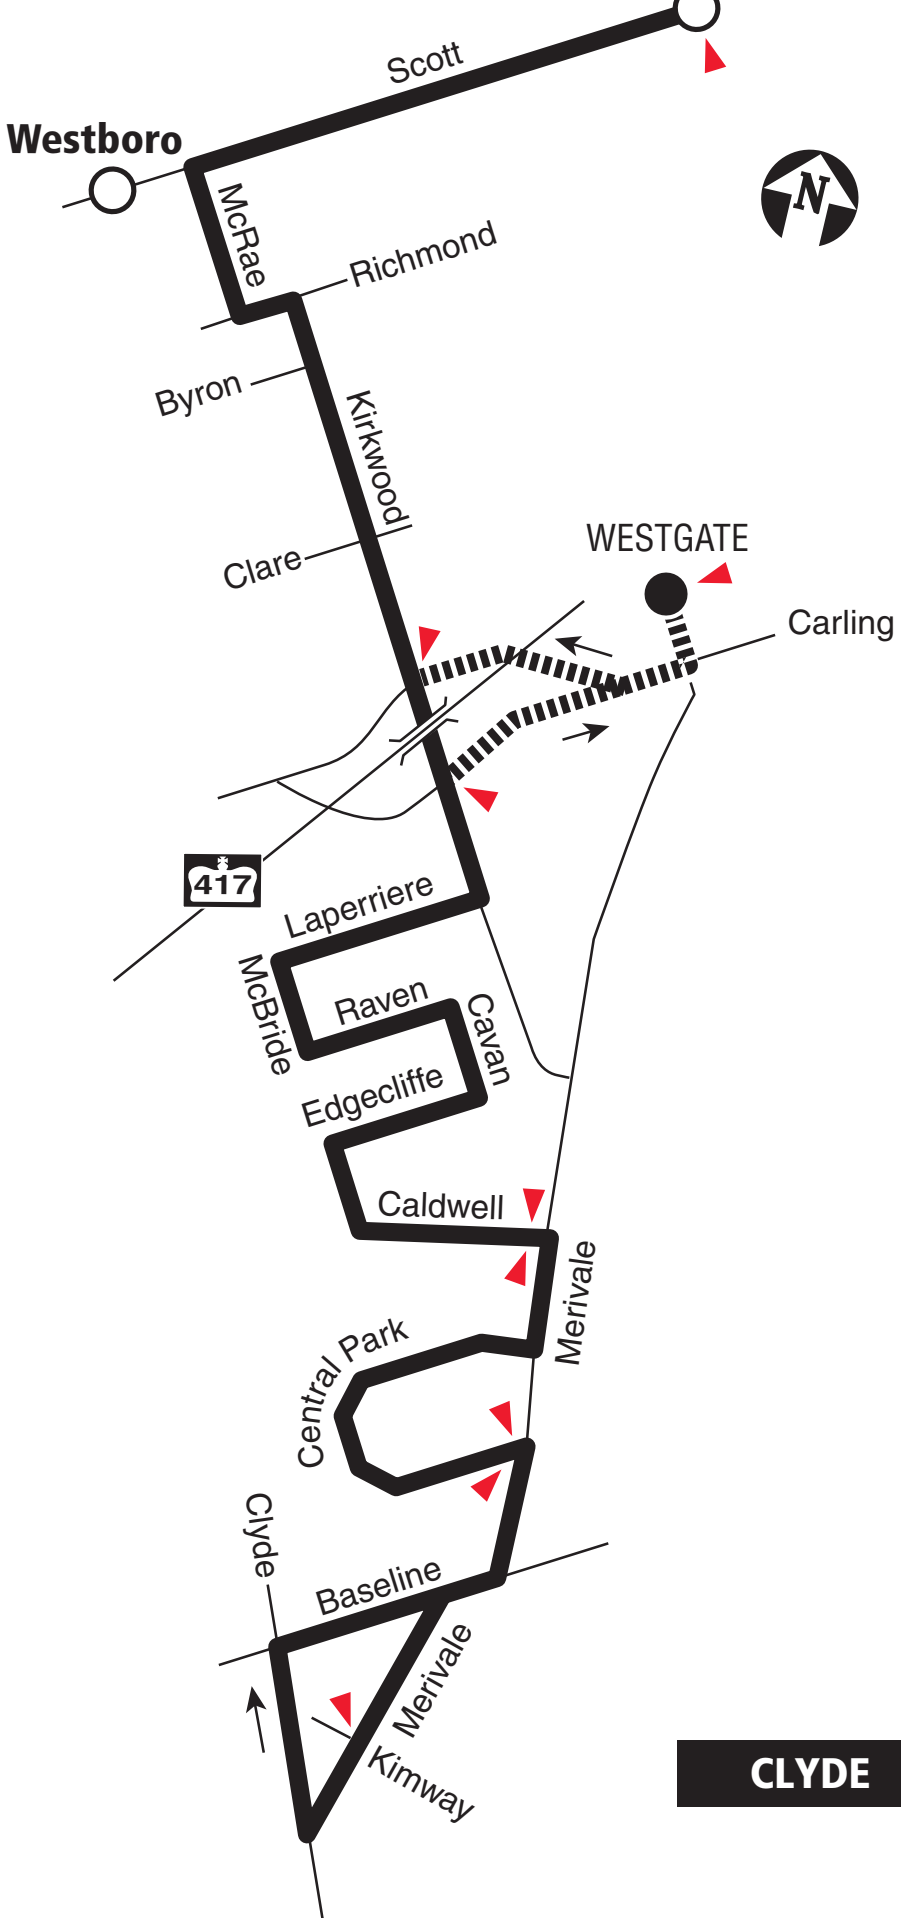 Scott
Westboro
McRae
N
Richmond
Byron
Kirkwood
WESTGATE
Clare
Carling
417
Laperriere
McBride
Raven
Cavan
Edgecliffe
Caldwell
Merivale
Central Park
Clyde
Baseline
Merivale
Kimway
CLYDE